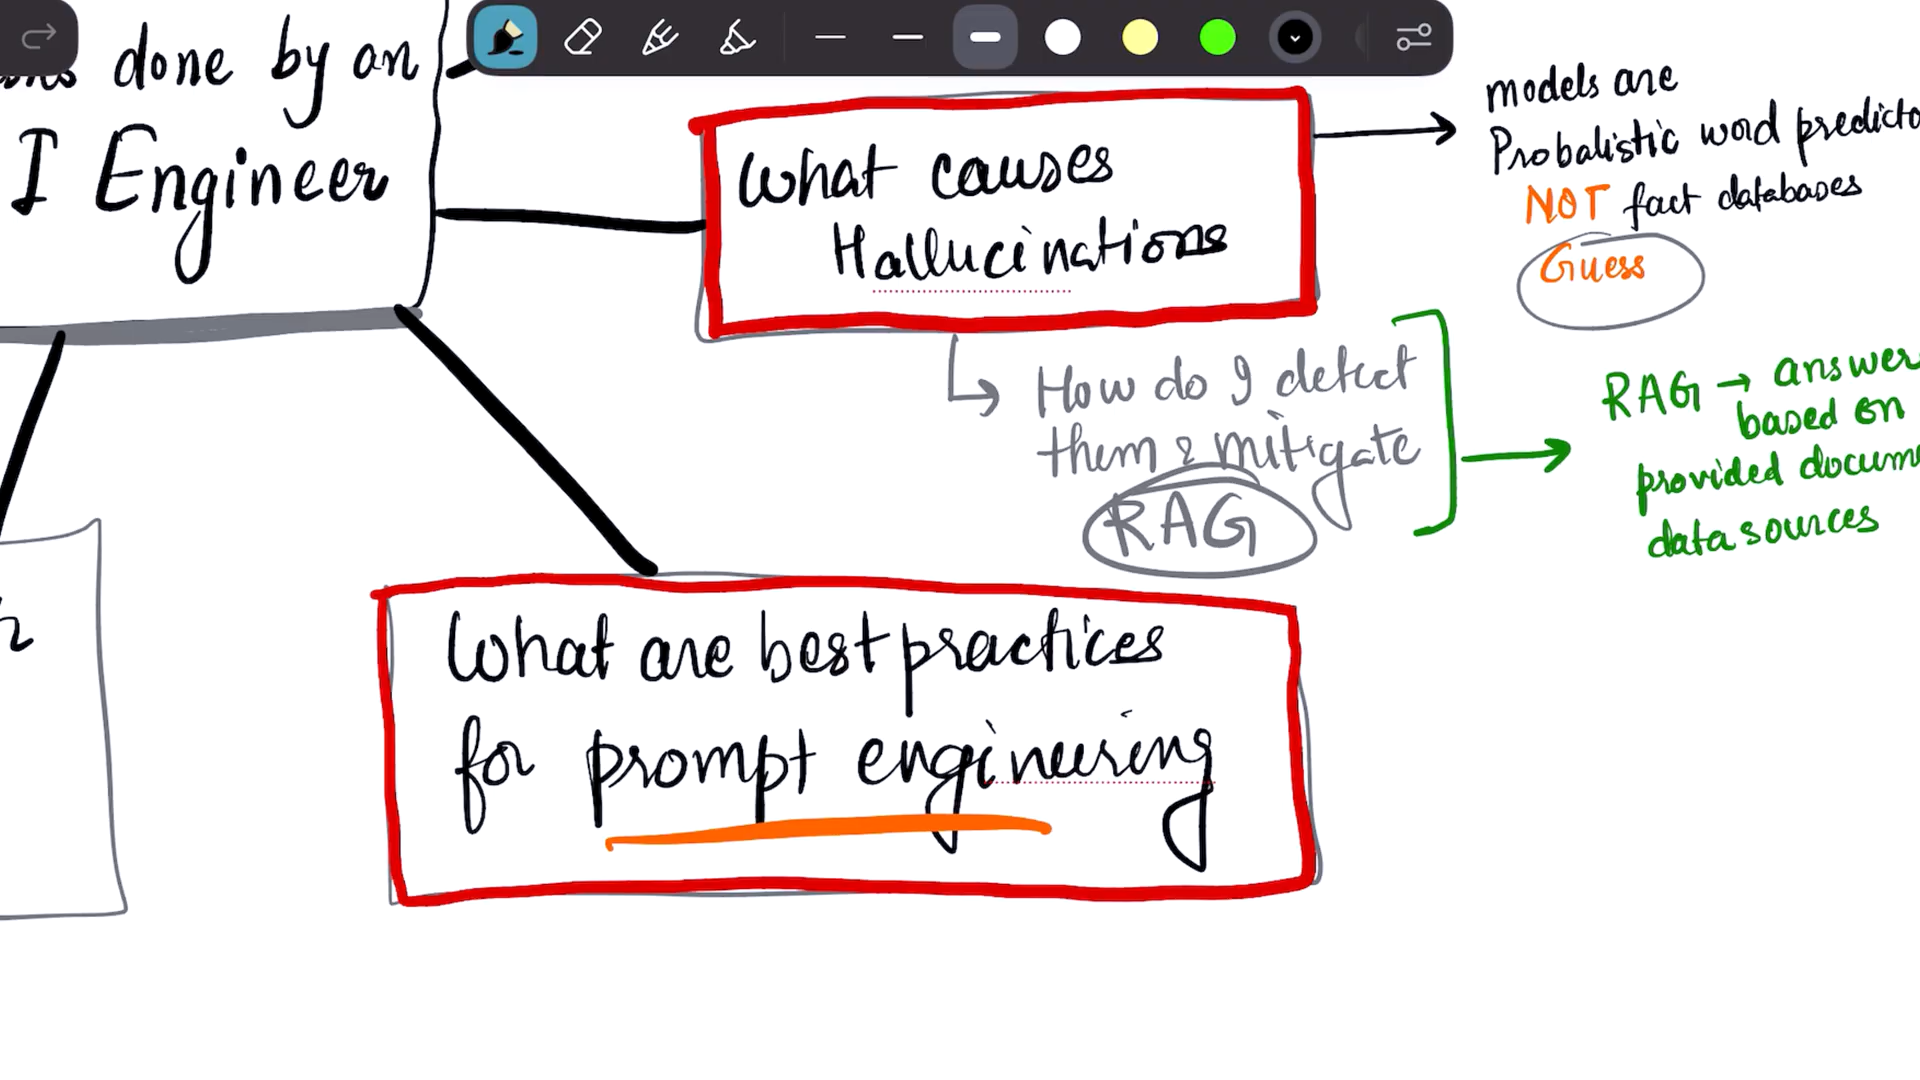 done by an
I Engineer
What causes
Hallucinations
models are
Probalistic word predicto
NOT fact databases
Guess
How do I detect
them & mitigate
RAG
RAG → answer
based on
provided docum
data sources
What are best practices
for prompt engineering